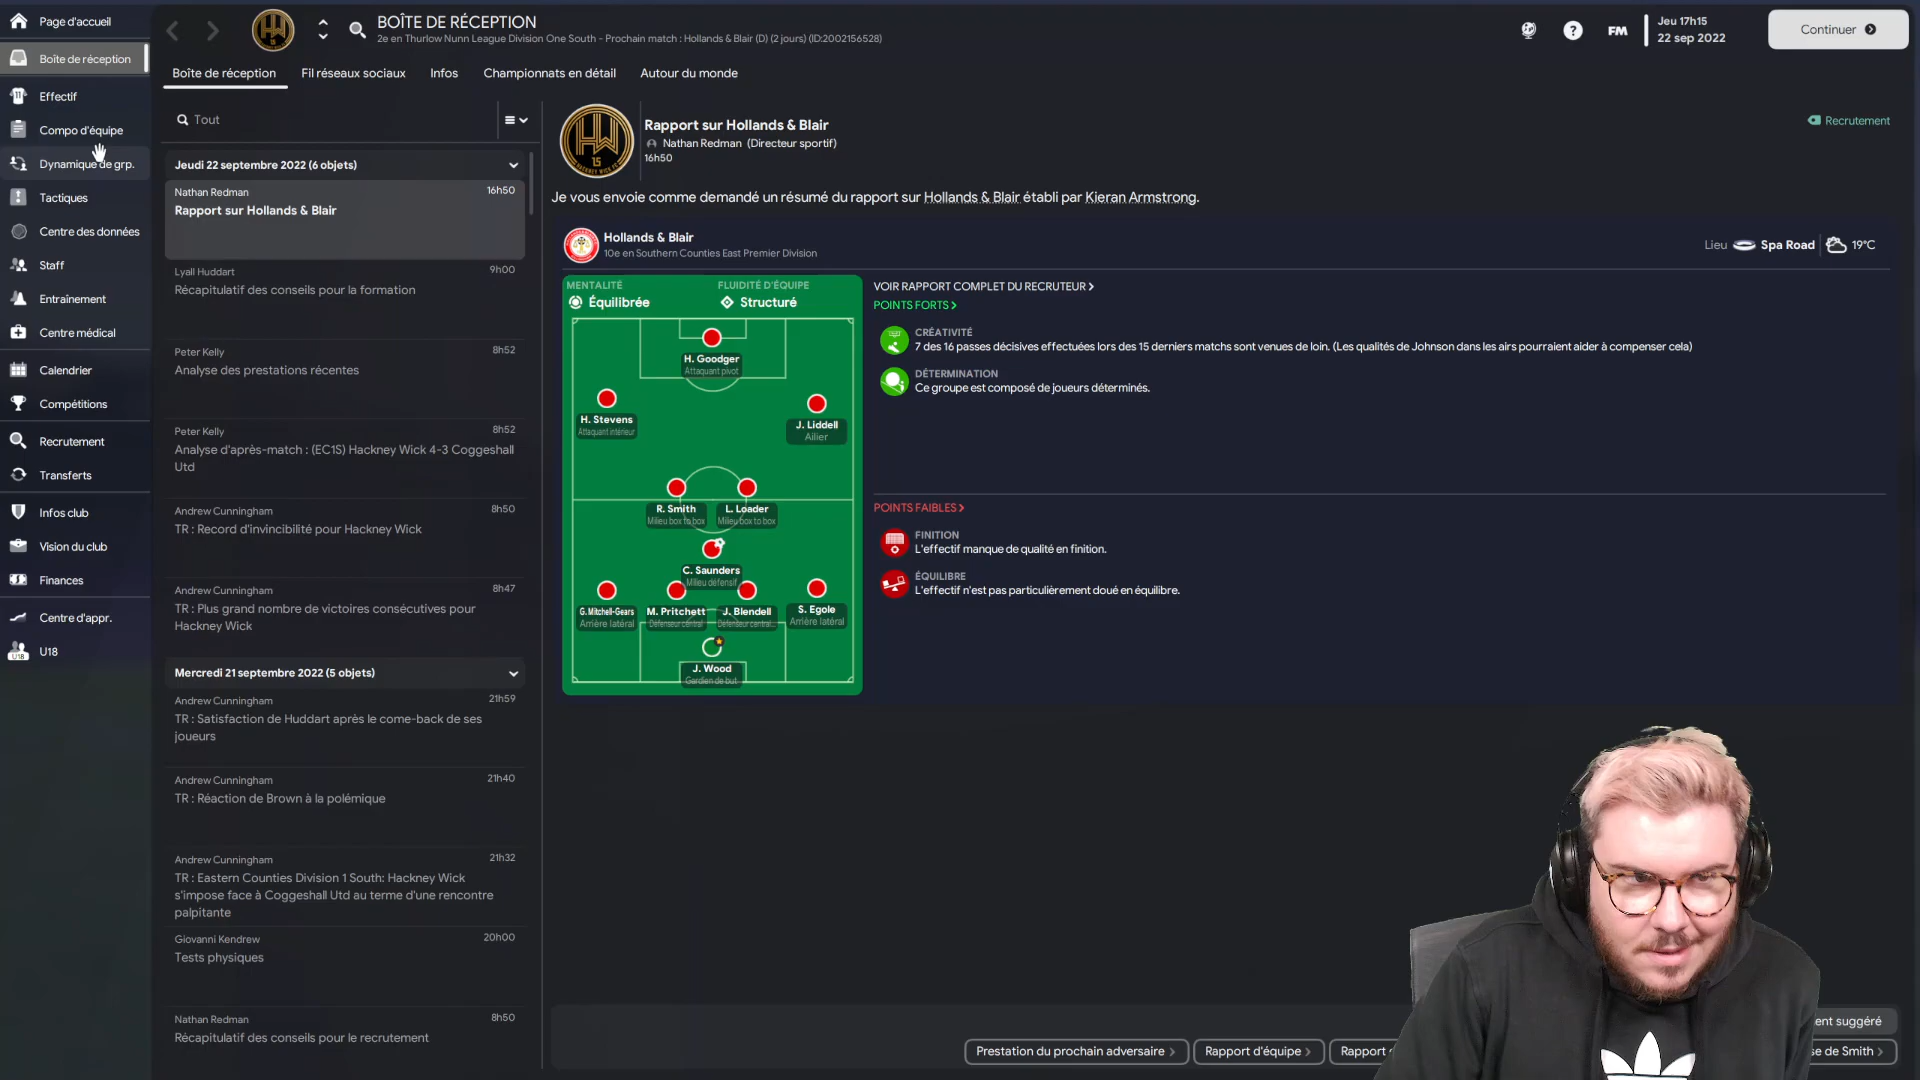 Page d'accueil
Boîte de réception
Effectif
Compo d'équipe
Dynamique de grp.
Tactiques
Centre des données
Staff
Entraînement
Centre médical
Calendrier
Compétitions
Recrutement
Transferts
Infos club
Vision du club
Finances
Centre d'appr.
U18
BOÎTE DE RÉCEPTION
2e en Thurlow Nunn League Division One South - Prochain match : Hollands & Blair (D) (2 jours) (ID:2002156528)
FM
Jeu 17h15
22 sep 2022
Continuer
Boîte de réception
Fil réseaux sociaux
Infos
Championnats en détail
Autour du monde
Tout
Jeudi 22 septembre 2022 (6 objets)
Nathan Redman 16h50
Rapport sur Hollands & Blair
Lyall Huddart 9h00
Récapitulatif des conseils pour la formation
Peter Kelly 8h52
Analyse des prestations récentes
Peter Kelly 8h52
Analyse d'après-match : (EC1S) Hackney Wick 4-3 Coggeshall
Utd
Andrew Cunningham 8h50
TR : Record d'invincibilité pour Hackney Wick
Andrew Cunningham 8h47
TR : Plus grand nombre de victoires consécutives pour
Hackney Wick
Mercredi 21 septembre 2022 (5 objets)
Andrew Cunningham 21h59
TR : Satisfaction de Huddart après le come-back de ses
joueurs
Andrew Cunningham 21h40
TR : Réaction de Brown à la polémique
Andrew Cunningham 21h32
TR : Eastern Counties Division 1 South: Hackney Wick
s'impose face à Coggeshall Utd au terme d'une rencontre
palpitante
Giovanni Kendrew 20h00
Tests physiques
Nathan Redman 8h50
Récapitulatif des conseils pour le recrutement
Rapport sur Hollands & Blair
Nathan Redman (Directeur sportif)
16h50
Recrutement
Je vous envoie comme demandé un résumé du rapport sur Hollands & Blair établi par Kieran Armstrong.
Hollands & Blair
10e en Southern Counties East Premier Division
Lieu Spa Road 19°C
MENTALITÉ
Équilibrée
FLUIDITÉ D'ÉQUIPE
Structuré
H. Goodger
Attaquant pivot
H. Stevens
Attaquant intérieur
J. Liddell
Ailier
R. Smith
Milieu box to box
L. Loader
Milieu box to box
C. Saunders
Milieu défensif
G. Mitchell-Gears
Arrière latéral
M. Pritchett
Défenseur central
J. Blendell
Défenseur central...
S. Egole
Arrière latéral
J. Wood
Gardien de but
VOIR RAPPORT COMPLET DU RECRUTEUR >
POINTS FORTS >
CRÉATIVITÉ
7 des 16 passes décisives effectuées lors des 15 derniers matchs sont venues de loin. (Les qualités de Johnson dans les airs pourraient aider à compenser cela)
DÉTERMINATION
Ce groupe est composé de joueurs déterminés.
POINTS FAIBLES >
FINITION
L'effectif manque de qualité en finition.
ÉQUILIBRE
L'effectif n'est pas particulièrement doué en équilibre.
ent suggéré
Prestation du prochain adversaire >
Rapport d'équipe >
Rapport
se de Smith >